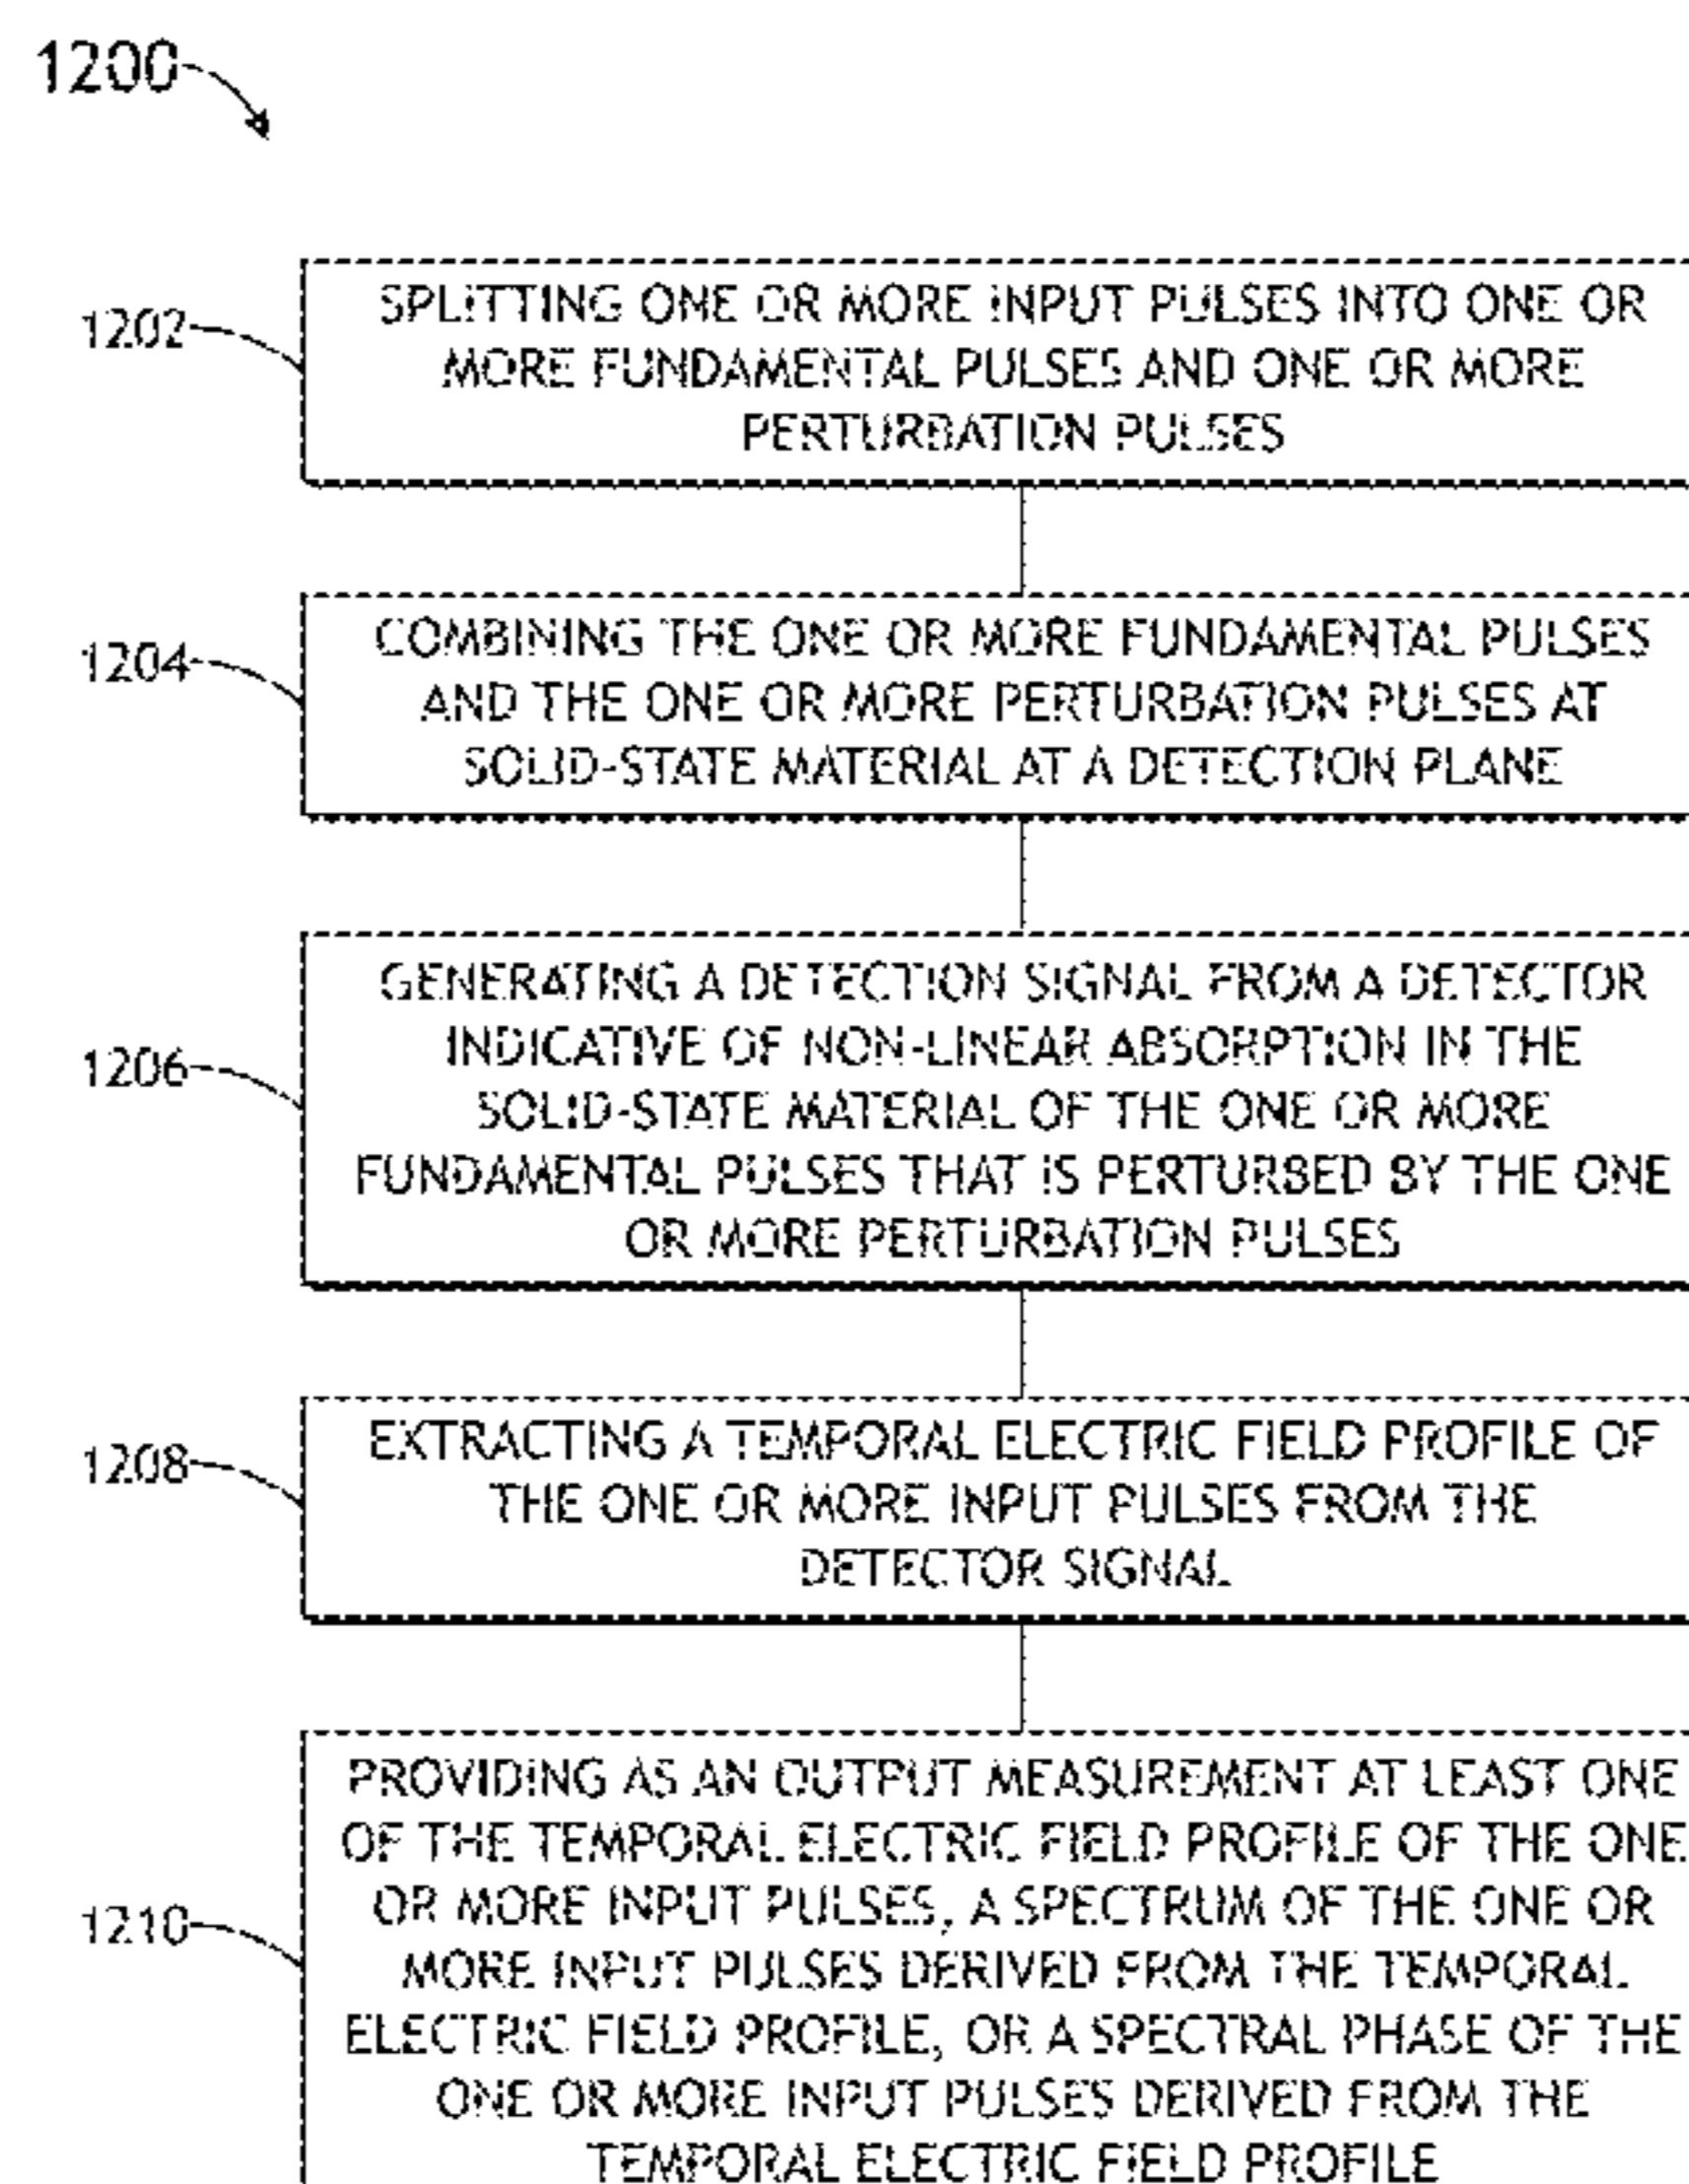 1200
1202
SPLITTING ONE OR MORE INPUT PULSES INTO ONE OR
MORE FUNDAMENTAL PULSES AND ONE OR MORE
PERTURBATION PULSES
1204
COMBINING THE ONE OR MORE FUNDAMENTAL PULSES
AND THE ONE OR MORE PERTURBATION PULSES AT
SOLID-STATE MATERIAL AT A DETECTION PLANE
1206
GENERATING A DETECTION SIGNAL FROM A DETECTOR
INDICATIVE OF NON-LINEAR ABSORPTION IN THE
SOLID-STATE MATERIAL OF THE ONE OR MORE
FUNDAMENTAL PULSES THAT IS PERTURBED BY THE ONE
OR MORE PERTURBATION PULSES
1208
EXTRACTING A TEMPORAL ELECTRIC FIELD PROFILE OF
THE ONE OR MORE INPUT PULSES FROM THE
DETECTOR SIGNAL
1210
PROVIDING AS AN OUTPUT MEASUREMENT AT LEAST ONE
OF THE TEMPORAL ELECTRIC FIELD PROFILE OF THE ONE
OR MORE INPUT PULSES, A SPECTRUM OF THE ONE OR
MORE INPUT PULSES DERIVED FROM THE TEMPORAL
ELECTRIC FIELD PROFILE, OR A SPECTRAL PHASE OF THE
ONE OR MORE INPUT PULSES DERIVED FROM THE
TEMPORAL ELECTRIC FIELD PROFILE